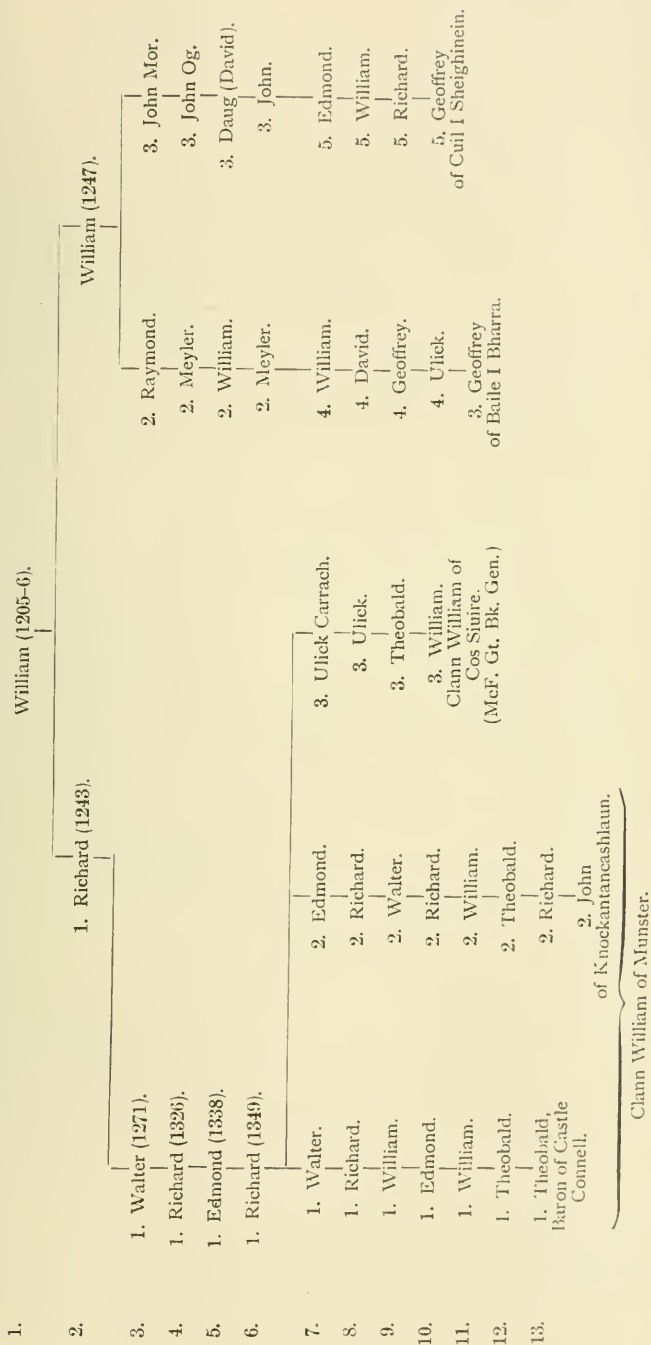 1.
William (1205-6).
2.
1. Richard (1243).
William (1247).
3.
1. Walter (1271).
2. Raymond.
3. John Mor.
4.
1. Richard (1326).
2. Meyler.
3. John Og.
5.
1. Edmond (1338).
2. William.
3. Daug (David).
6.
1. Richard (1349).
2. Meyler.
3. John.
7.
1. Walter.
2. Edmond.
3. Ulick Carrach.
4. William.
5. Edmond.
8.
1. Richard.
2. Richard.
3. Ulick.
4. David.
5. William.
9.
1. William.
2. Walter.
3. Theobald.
4. Geoffrey.
5. Richard.
10.
1. Edmond.
2. Richard.
3. William.
Clann William of
Cos Siuire.
(McF. Gt. Bk. Gen.)
4. Ulick.
5. Geoffrey
of Cuil I Sheighinein.
11.
1. William.
2. William.
3. Geoffrey
of Baile I Bharra.
12.
1. Theobald.
2. Theobald.
13.
1. Theobald,
Baron of Castle
Connell.
2. Richard.
2. John
of Knockantancashlaun.
Clann William of Munster.